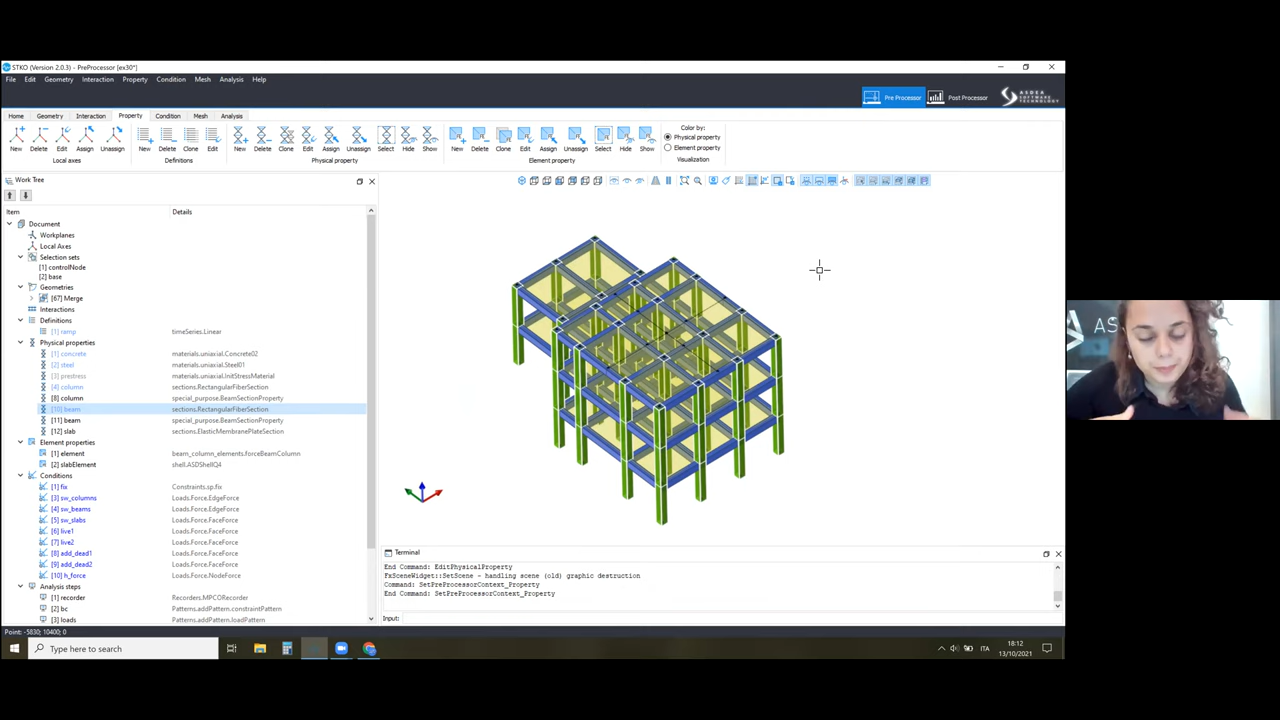 STKO (Version 2.0.3) - PreProcessor [ex30*]
File Edit Geometry Interaction Property Condition Mesh Analysis Help
Pre Processor Post Processor ASDEA SOFTWARE TECHNOLOGY
Home Geometry Interaction Property Condition Mesh Analysis
Color by:
Physical property
Element property
New Delete Edit Assign Unassign New Delete Clone Edit New Delete Clone Edit Assign Unassign Select Hide Show New Delete Clone Edit Assign Unassign Select Hide Show
Local axes Definitions Physical property Element property Visualization
Work Tree
Item Details
Document
Workplanes
Local Axes
Selection sets
[1] controlNode
[2] base
Geometries
[67] Merge
Interactions
Definitions
[1] ramp timeSeries.Linear
Physical properties
[1] concrete materials.uniaxial.Concrete02
[2] steel materials.uniaxial.Steel01
[3] prestress materials.uniaxial.InitStressMaterial
[4] column sections.RectangularFiberSection
[8] column special_purpose.BeamSectionProperty
[10] beam sections.RectangularFiberSection
[11] beam special_purpose.BeamSectionProperty
[12] slab sections.ElasticMembranePlateSection
Element properties
[1] element beam_column_elements.forceBeamColumn
[2] slabElement shell.ASDShellQ4
Conditions
[1] fix Constraints.sp.fix
[3] sw_columns Loads.Force.EdgeForce
[4] sw_beams Loads.Force.EdgeForce
[5] sw_slabs Loads.Force.FaceForce
[6] live1 Loads.Force.FaceForce
[7] live2 Loads.Force.FaceForce
[8] add_dead1 Loads.Force.FaceForce
[9] add_dead2 Loads.Force.FaceForce
[10] h_force Loads.Force.NodeForce
Analysis steps
[1] recorder Recorders.MPCORecorder
[2] bc Patterns.addPattern.constraintPattern
[3] loads Patterns.addPattern.loadPattern
Terminal
End Command: EditPhysicalProperty
FxSceneWidget::SetScene - handling scene (old) graphic destruction
Command: SetPreProcessorContext_Property
End Command: SetPreProcessorContext_Property
Input:
Point: -5830; 10400; 0
Type here to search
ITA
18:12
13/10/2021
AS